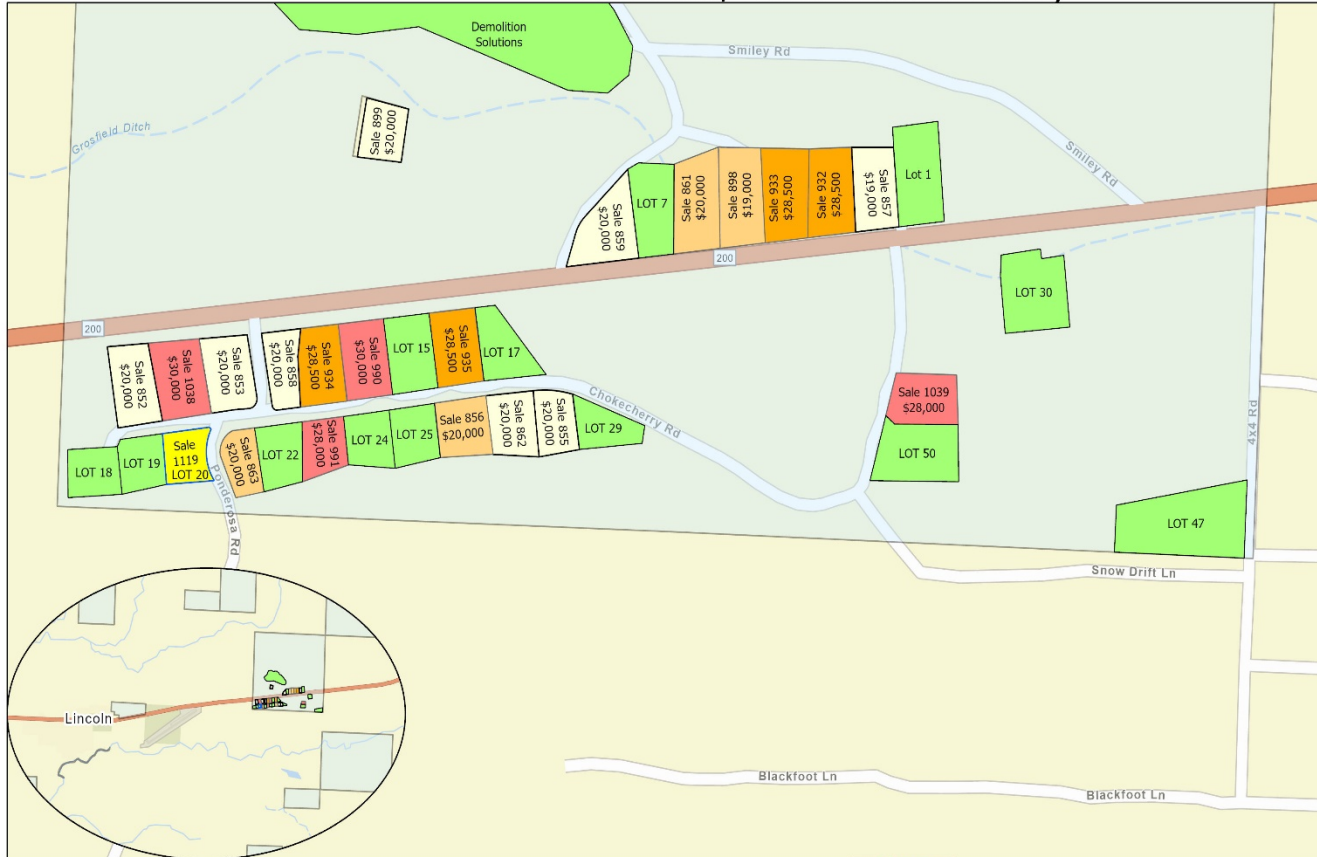 Demolition
Solutions
Smiley Rd
Grosfield Ditch
Sale 899
$20,000
Smiley Rd
Sale 859
$20,000
LOT 7
Sale 861
$20,000
Sale 898
$19,000
Sale 933
$28,500
Sale 932
$28,500
Sale 857
$19,000
Lot 1
200
200
LOT 30
Sale 852
$20,000
Sale 1038
$30,000
Sale 853
$20,000
Sale 858
$20,000
Sale 934
$28,500
Sale 990
$30,000
LOT 15
Sale 935
$28,500
LOT 17
Chokecherry Rd
Sale 1039
$28,000
4x4 Rd
LOT 18
LOT 19
Sale
1119
LOT 20
Sale 863
$20,000
LOT 22
Sale 991
$28,000
LOT 24
LOT 25
Sale 856
$20,000
Sale 862
$20,000
Sale 855
$20,000
LOT 29
LOT 50
Ponderosa Rd
LOT 47
Snow Drift Ln
Lincoln
Blackfoot Ln
Blackfoot Ln